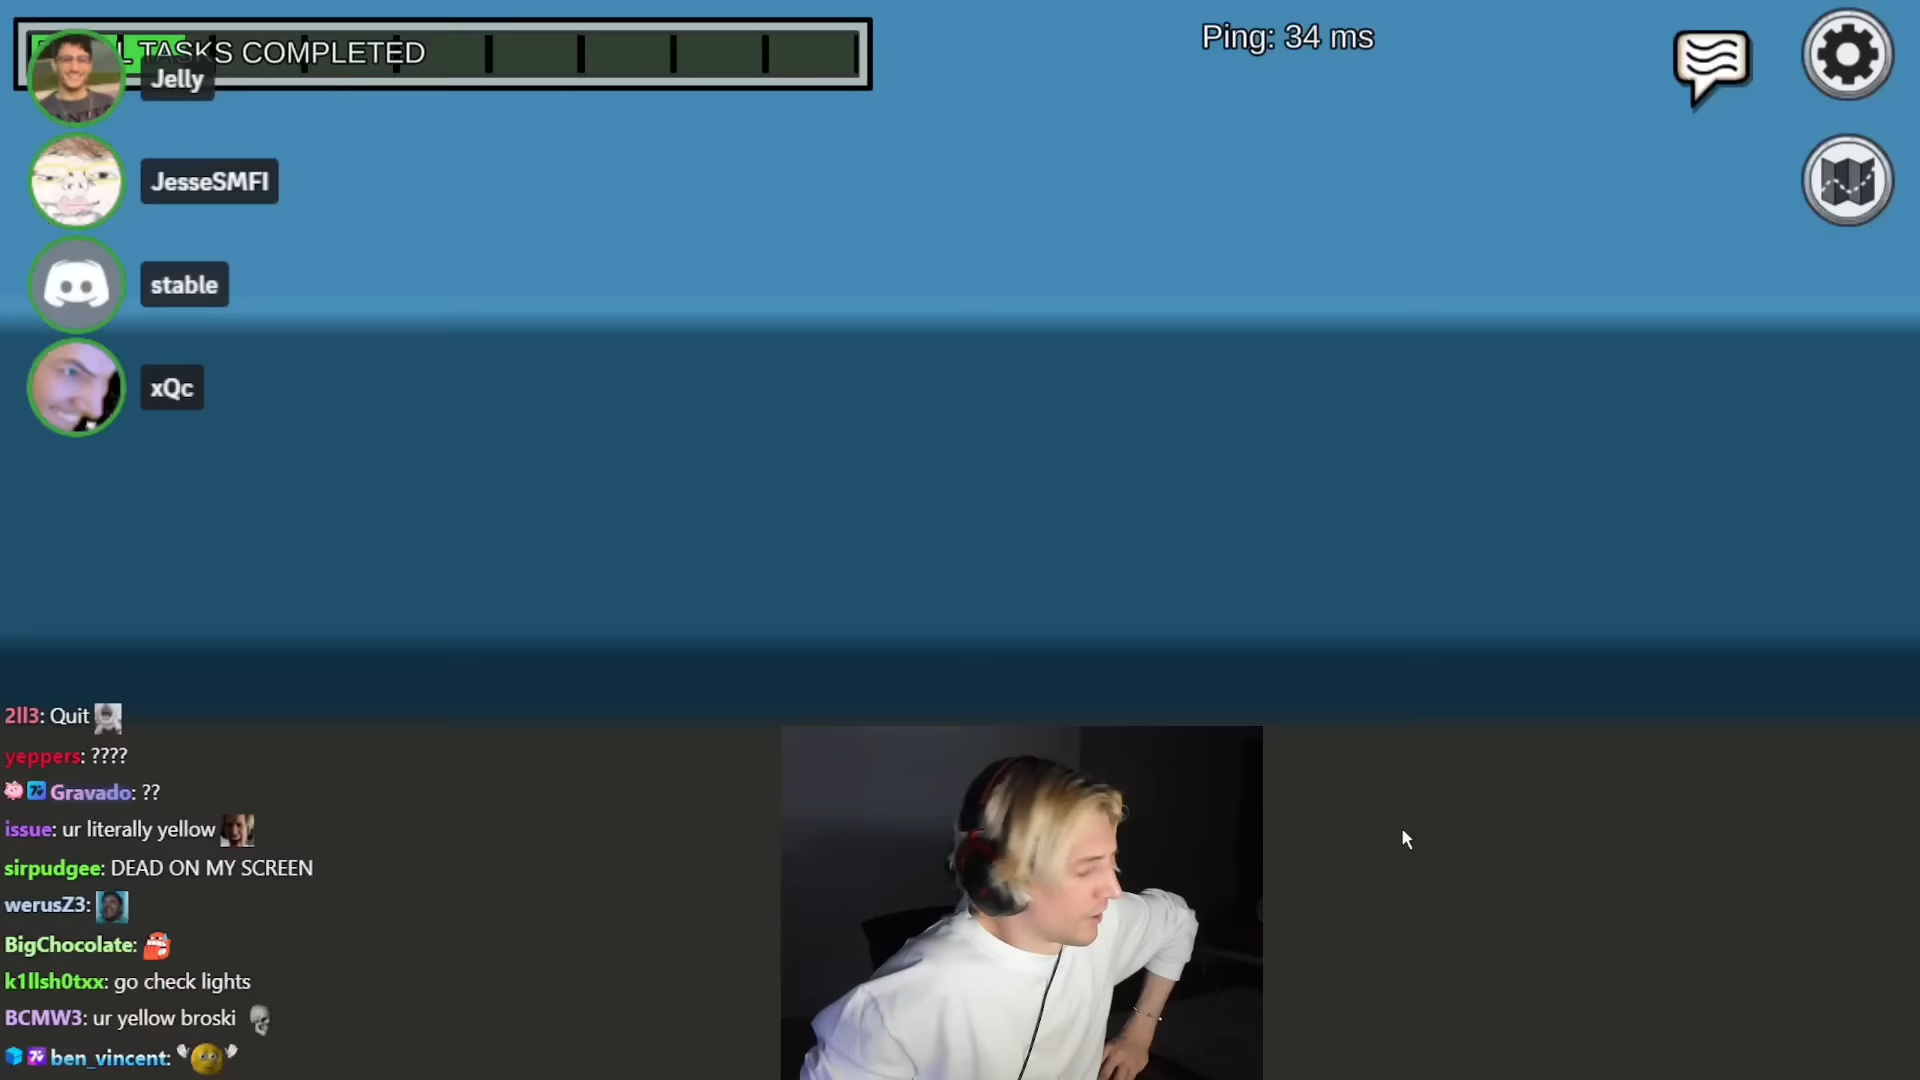 TASKS COMPLETED
Ping: 34 ms
Jelly
JesseSMFI
stable
xQc
2ll3: Quit
yeppers: ????
Gravado: ??
issue: ur literally yellow
sirpudgee: DEAD ON MY SCREEN
werusZ3:
BigChocolate:
k1llsh0txx: go check lights
BCMW3: ur yellow broski
ben_vincent: